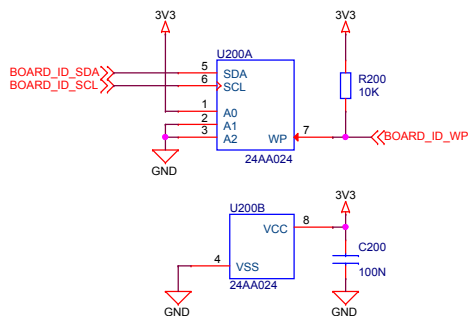 3V3
3V3
U200A
BOARD_ID_SDA
5
SDA
BOARD_ID_SCL
6
SCL
R200
10K
1
A0
2
A1
3
A2
WP
7
BOARD_ID_WP
24AA024
GND
U200B
3V3
VCC
8
C200
100N
4
VSS
24AA024
GND
GND